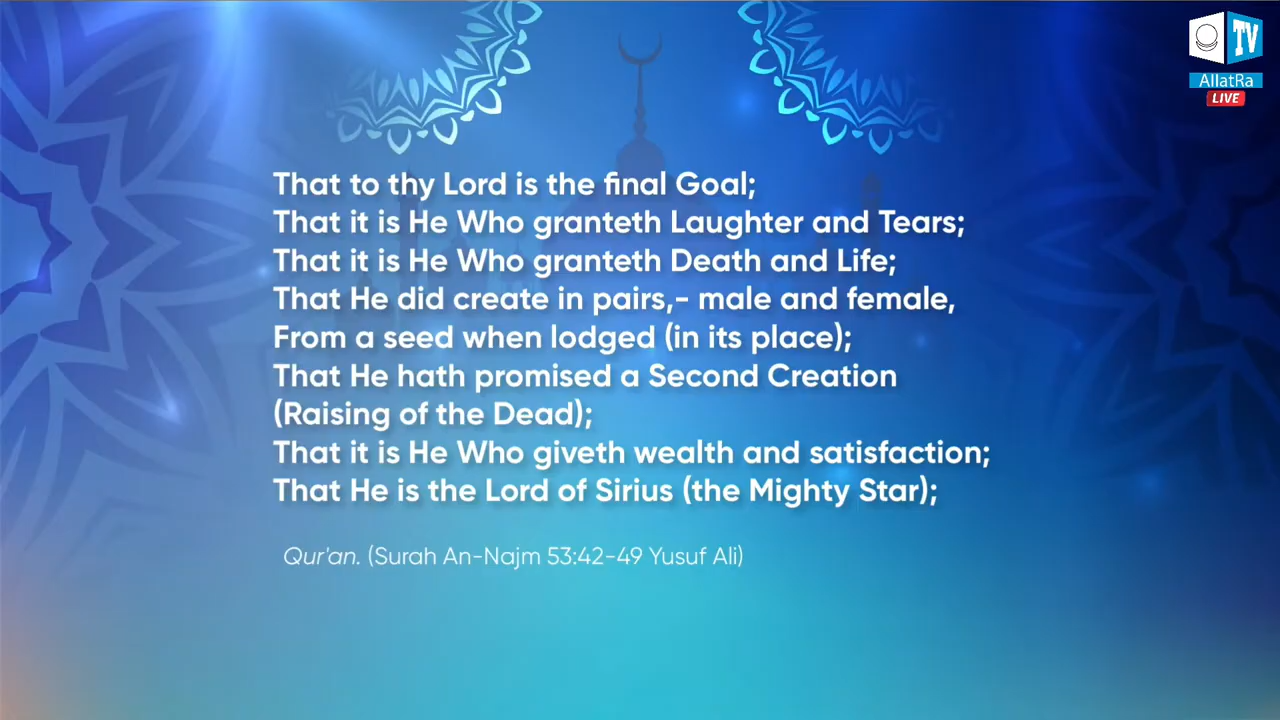 TV
AllatRa
LIVE
That to thy Lord is the final Goal;
That it is He Who granteth Laughter and Tears;
That it is He Who granteth Death and Life;
That He did create in pairs,- male and female,
From a seed when lodged (in its place);
That He hath promised a Second Creation
(Raising of the Dead);
That it is He Who giveth wealth and satisfaction;
That He is the Lord of Sirius (the Mighty Star);
Qur'an. (Surah An-Najm 53:42-49 Yusuf Ali)